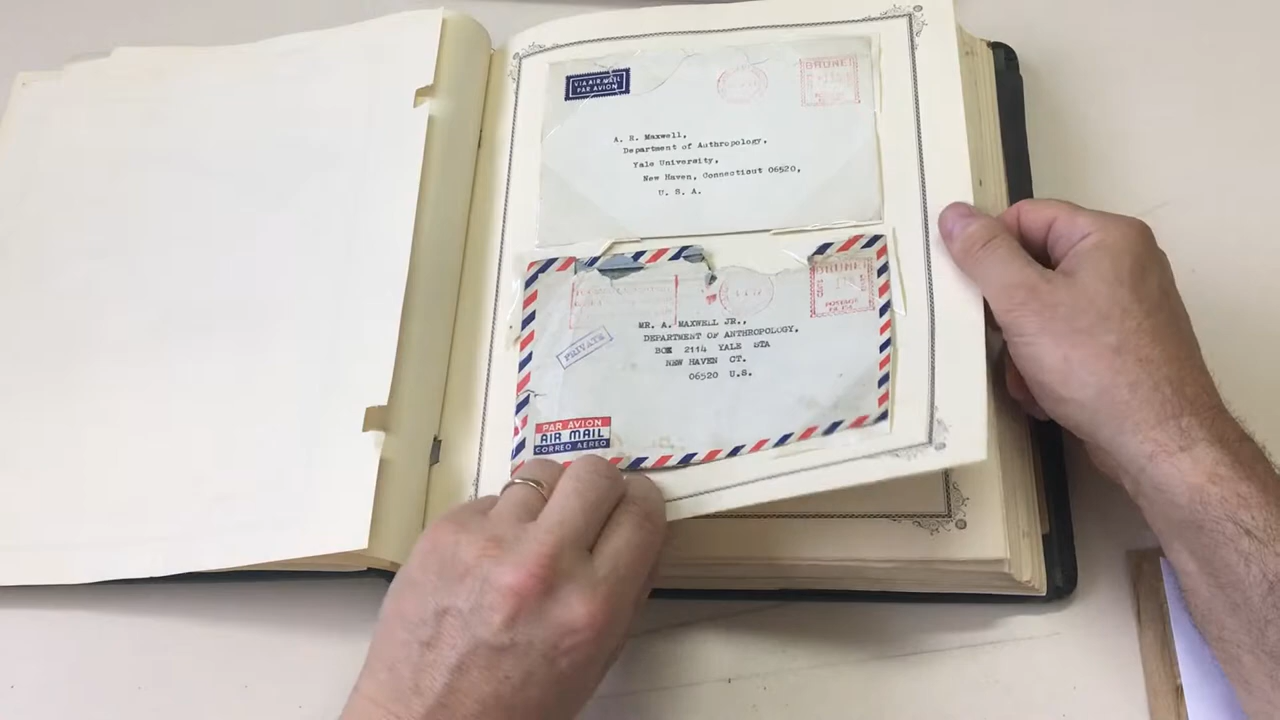 VIA AIR MAIL
PAR AVION
BRUNEI
A. R. Maxwell,
Department of Anthropology,
Yale University,
New Haven, Connecticut 06520,
U. S. A.
BRUNEI
MR. A. MAXWELL JR.,
DEPARTMENT OF ANTHROPOLOGY,
BOX 2114 YALE STA
NEW HAVEN CT.
06520 U.S.
PRIVATE
PAR AVION
AIR MAIL
CORREO AEREO